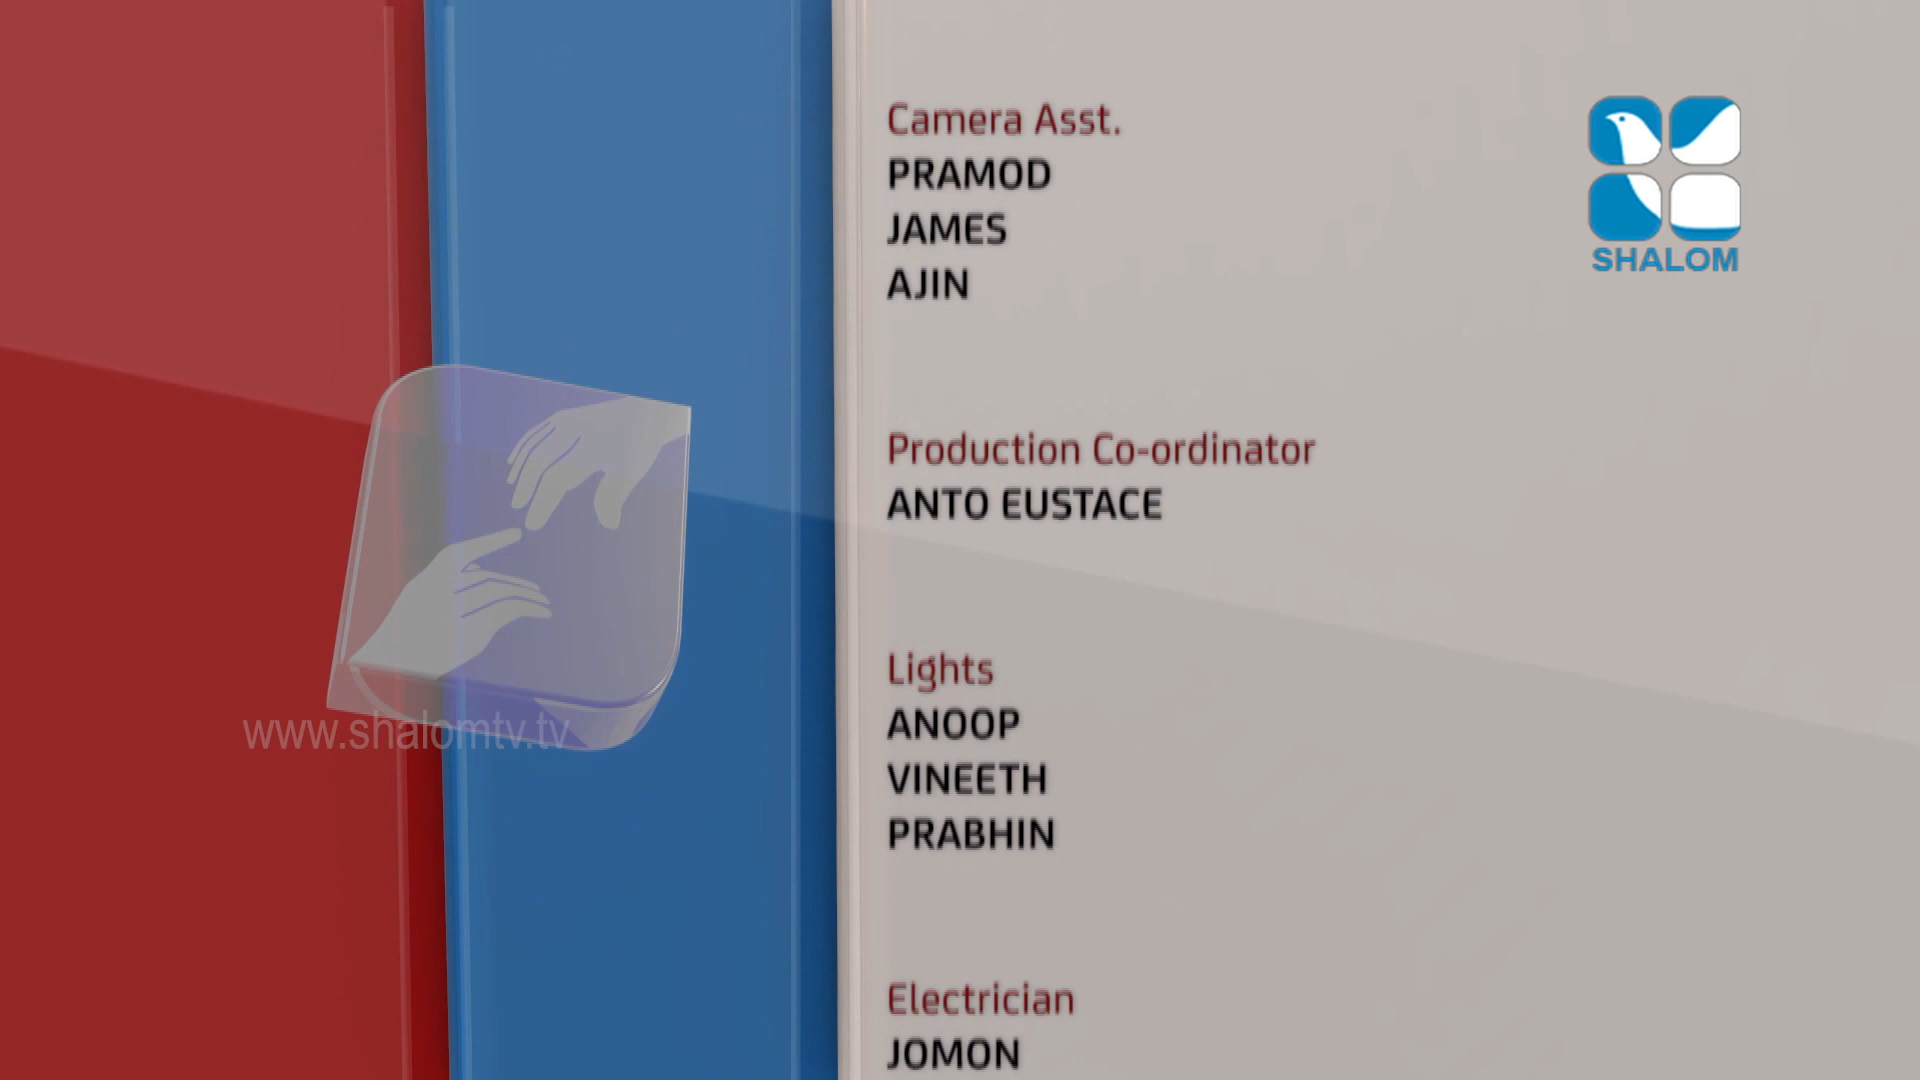 Camera Asst.
PRAMOD
JAMES
AJIN
SHALOM
Production Co-ordinator
ANTO EUSTACE
Lights
ANOOP
VINEETH
PRABHIN
www.shalomtv.tv
Electrician
JOMON